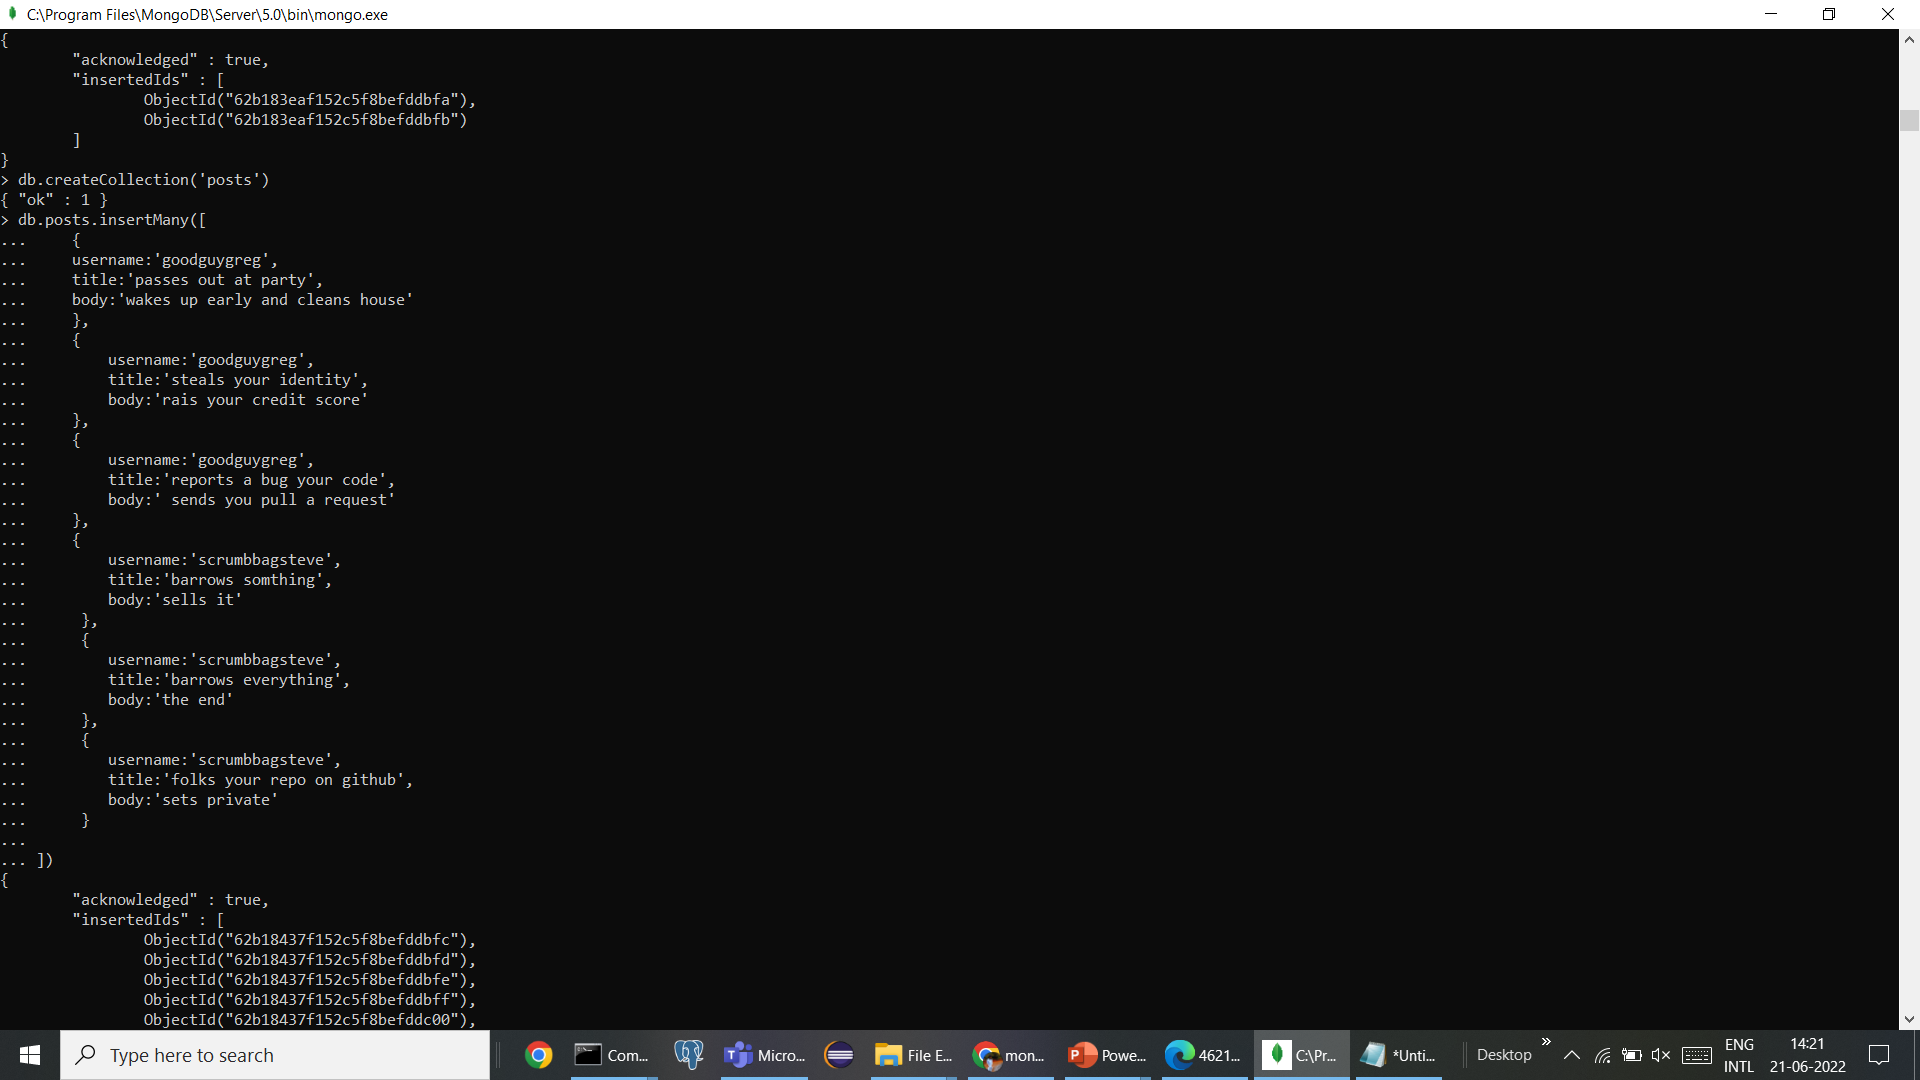 C:\Program Files\MongoDB\Server\5.0\bin\mongo.exe
{
        "acknowledged" : true,
        "insertedIds" : [
                ObjectId("62b183eaf152c5f8befddbfa"),
                ObjectId("62b183eaf152c5f8befddbfb")
        ]
}
> db.createCollection('posts')
{ "ok" : 1 }
> db.posts.insertMany([
...     {
...     username:'goodguygreg',
...     title:'passes out at party',
...     body:'wakes up early and cleans house'
...     },
...     {
...         username:'goodguygreg',
...         title:'steals your identity',
...         body:'rais your credit score'
...     },
...     {
...         username:'goodguygreg',
...         title:'reports a bug your code',
...         body:' sends you pull a request'
...     },
...     {
...         username:'scrumbbagsteve',
...         title:'barrows somthing',
...         body:'sells it'
...      },
...      {
...         username:'scrumbbagsteve',
...         title:'barrows everything',
...         body:'the end'
...      },
...      {
...         username:'scrumbbagsteve',
...         title:'folks your repo on github',
...         body:'sets private'
...      }
...
... ])
{
        "acknowledged" : true,
        "insertedIds" : [
                ObjectId("62b18437f152c5f8befddbfc"),
                ObjectId("62b18437f152c5f8befddbfd"),
                ObjectId("62b18437f152c5f8befddbfe"),
                ObjectId("62b18437f152c5f8befddbff"),
                ObjectId("62b18437f152c5f8befddc00"),
Type here to search
Com...
Micro...
File E...
mon...
Powe...
4621...
C:\Pr...
*Unti...
Desktop
ENG
INTL
14:21
21-06-2022